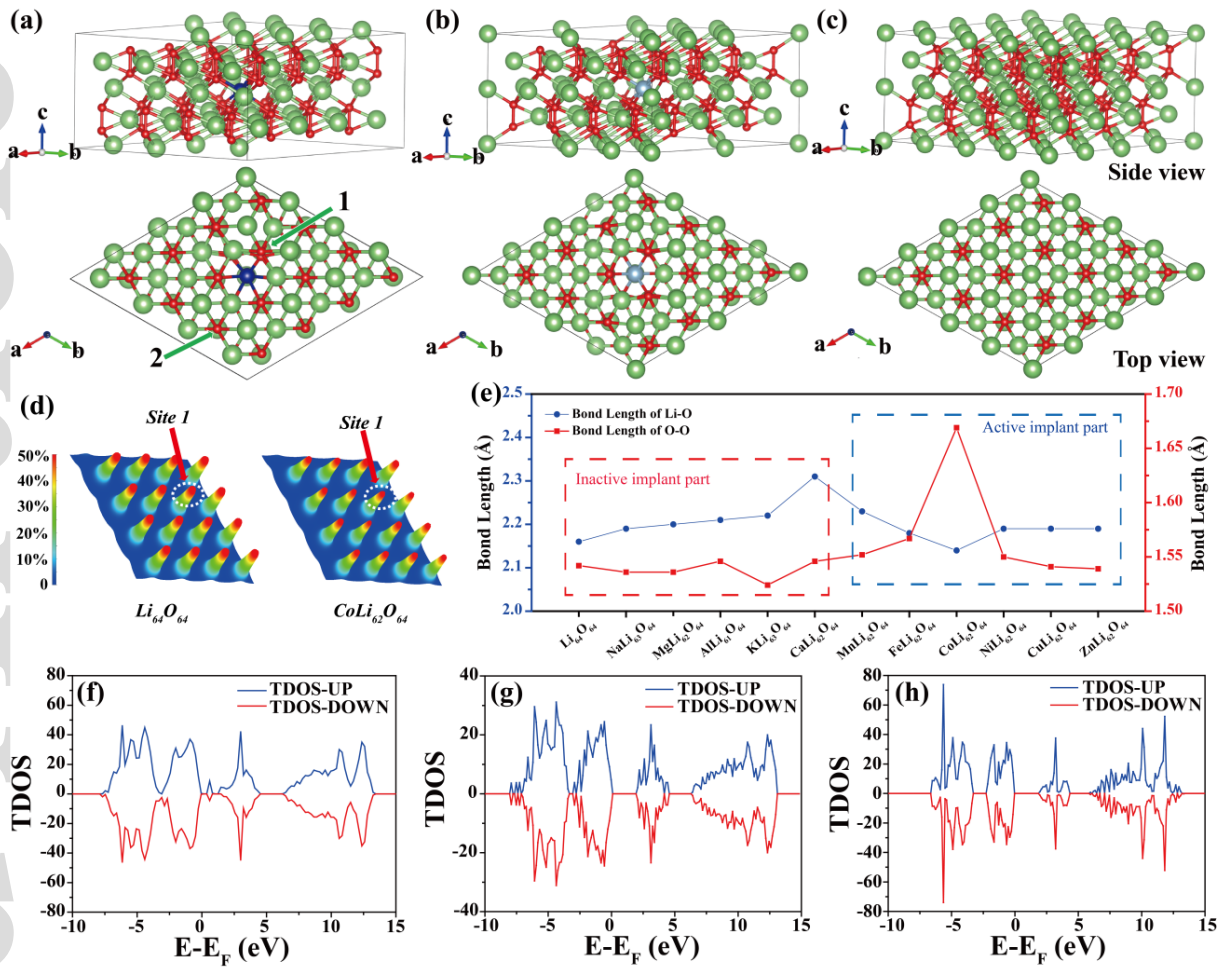 (a) (b) (c)
c c c
a b a b a b
Side view
1
2
a b a b a b
Top view
(d) (e)
Site 1 Site 1
50%
40%
30%
20%
10%
0
Li₆₄O₆₄ CoLi₆₂O₆₄
2.5 1.70
2.4 1.65
2.3 1.60
2.2 1.55
2.1
2.0 1.50
Bond Length (Å) Bond Length (Å)
Bond Length of Li-O
Bond Length of O-O
Inactive implant part
Active implant part
Li₆₄O₆₄ NaLi₆₃O₆₄ MgLi₆₂O₆₄ AlLi₆₁O₆₄ KLi₆₃O₆₄ CaLi₆₂O₆₄ MnLi₆₂O₆₄ FeLi₆₂O₆₄ CoLi₆₂O₆₄ NiLi₆₂O₆₄ CuLi₆₂O₆₄ ZnLi₆₂O₆₄
(f)
TDOS-UP
TDOS-DOWN
80
60
40
20
0
-20
-40
-60
-80
TDOS
-10 -5 0 5 10 15
E-E_F (eV)
(g)
TDOS-UP
TDOS-DOWN
40
20
0
-20
-40
TDOS
-10 -5 0 5 10 15
E-E_F (eV)
(h)
TDOS-UP
TDOS-DOWN
80
60
40
20
0
-20
-40
-60
-80
TDOS
-10 -5 0 5 10 15
E-E_F (eV)